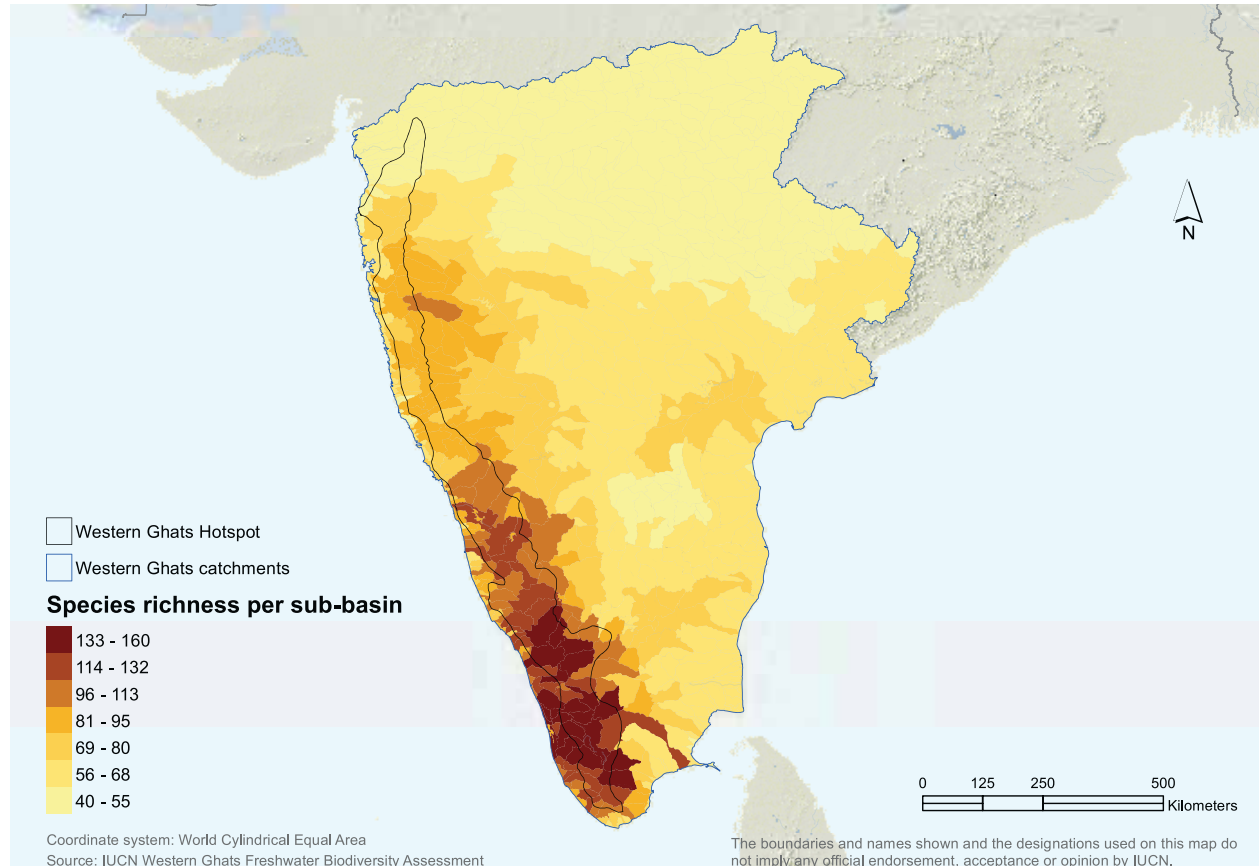 N
Western Ghats Hotspot
Western Ghats catchments
Species richness per sub-basin
133 - 160
114 - 132
96 - 113
81 - 95
69 - 80
56 - 68
40 - 55
0 125 250 500
Kilometers
Coordinate system: World Cylindrical Equal Area
Source: IUCN Western Ghats Freshwater Biodiversity Assessment
The boundaries and names shown and the designations used on this map do
not imply any official endorsement, acceptance or opinion by IUCN.